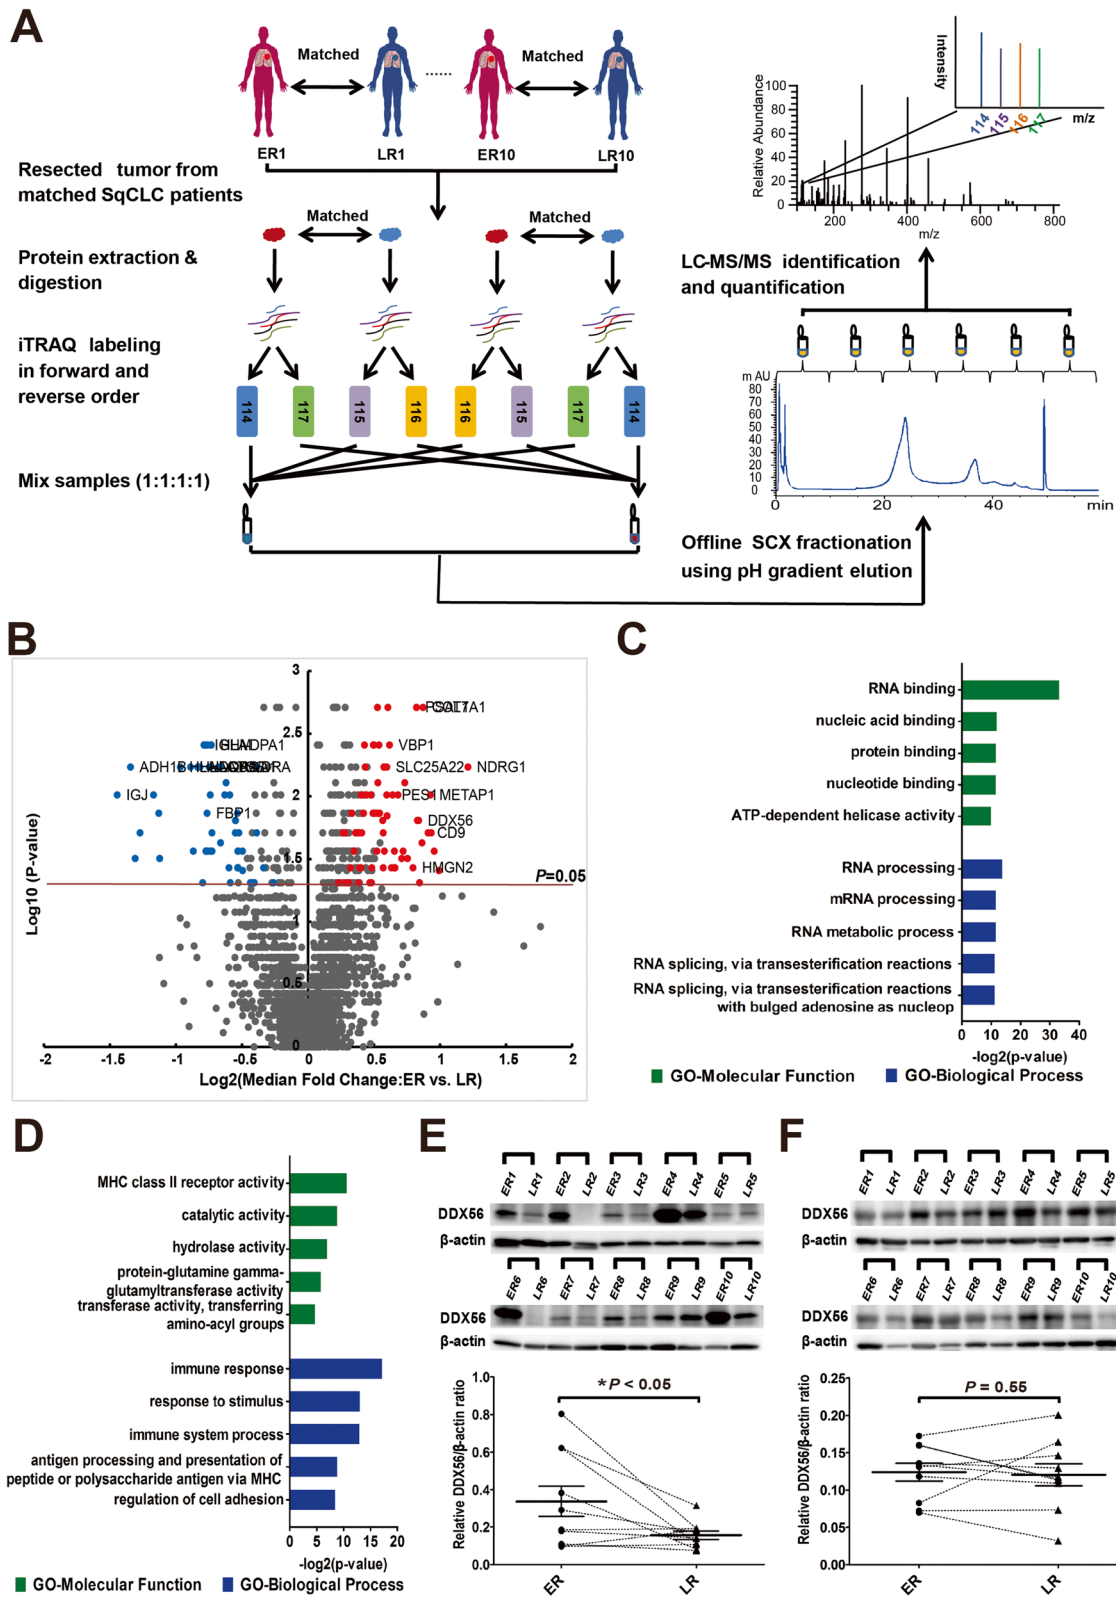 A
Matched
Matched
......
ER1
LR1
ER10
LR10
Resected tumor from
matched SqCLC patients
Matched
Matched
Protein extraction &
digestion
iTRAQ labeling
in forward and
reverse order
114
117
115
116
116
115
117
114
Mix samples (1:1:1:1)
Intensity
114
115
116
117
m/z
Relative Abundance
100
80
60
40
20
0
200
400
600
800
m/z
LC-MS/MS identification
and quantification
m AU
80
70
60
50
40
30
20
10
0
0
20
40
min
Offline SCX fractionation
using pH gradient elution
B
Log10 (P-value)
3
2.5
2
1.5
1
0.5
0
VBP1
SLC25A22
NDRG1
ADH1B
IGJ
FBP1
PES1
METAP1
DDX56
CD9
HMGN2
P=0.05
-2
-1
-0.5
0
0.5
1
1.5
2
Log2(Median Fold Change:ER vs. LR)
C
RNA binding
nucleic acid binding
protein binding
nucleotide binding
ATP-dependent helicase activity
RNA processing
mRNA processing
RNA metabolic process
RNA splicing, via transesterification reactions
RNA splicing, via transesterification reactions
with bulged adenosine as nucleop
0
10
20
30
40
-log2(p-value)
GO-Molecular Function
GO-Biological Process
D
MHC class II receptor activity
catalytic activity
hydrolase activity
protein-glutamine gamma-
glutamyltransferase activity
transferase activity, transferring
amino-acyl groups
immune response
response to stimulus
immune system process
antigen processing and presentation of
peptide or polysaccharide antigen via MHC
regulation of cell adhesion
0
5
10
15
20
-log2(p-value)
GO-Molecular Function
GO-Biological Process
E
ER1
LR1
ER2
LR2
ER3
LR3
ER4
LR4
ER5
LR5
DDX56
β-actin
ER6
LR6
ER7
LR7
ER8
LR8
ER9
LR9
ER10
LR10
DDX56
β-actin
Relative DDX56/β-actin ratio
1.0
0.8
0.6
0.4
0.2
0.0
*P < 0.05
ER
LR
F
ER1
LR1
ER2
LR2
ER3
LR3
ER4
LR4
ER5
LR5
DDX56
β-actin
ER6
LR6
ER7
LR7
ER8
LR8
ER9
LR9
ER10
LR10
DDX56
β-actin
Relative DDX56/β-actin ratio
0.25
0.20
0.15
0.10
0.05
0.00
P = 0.55
ER
LR